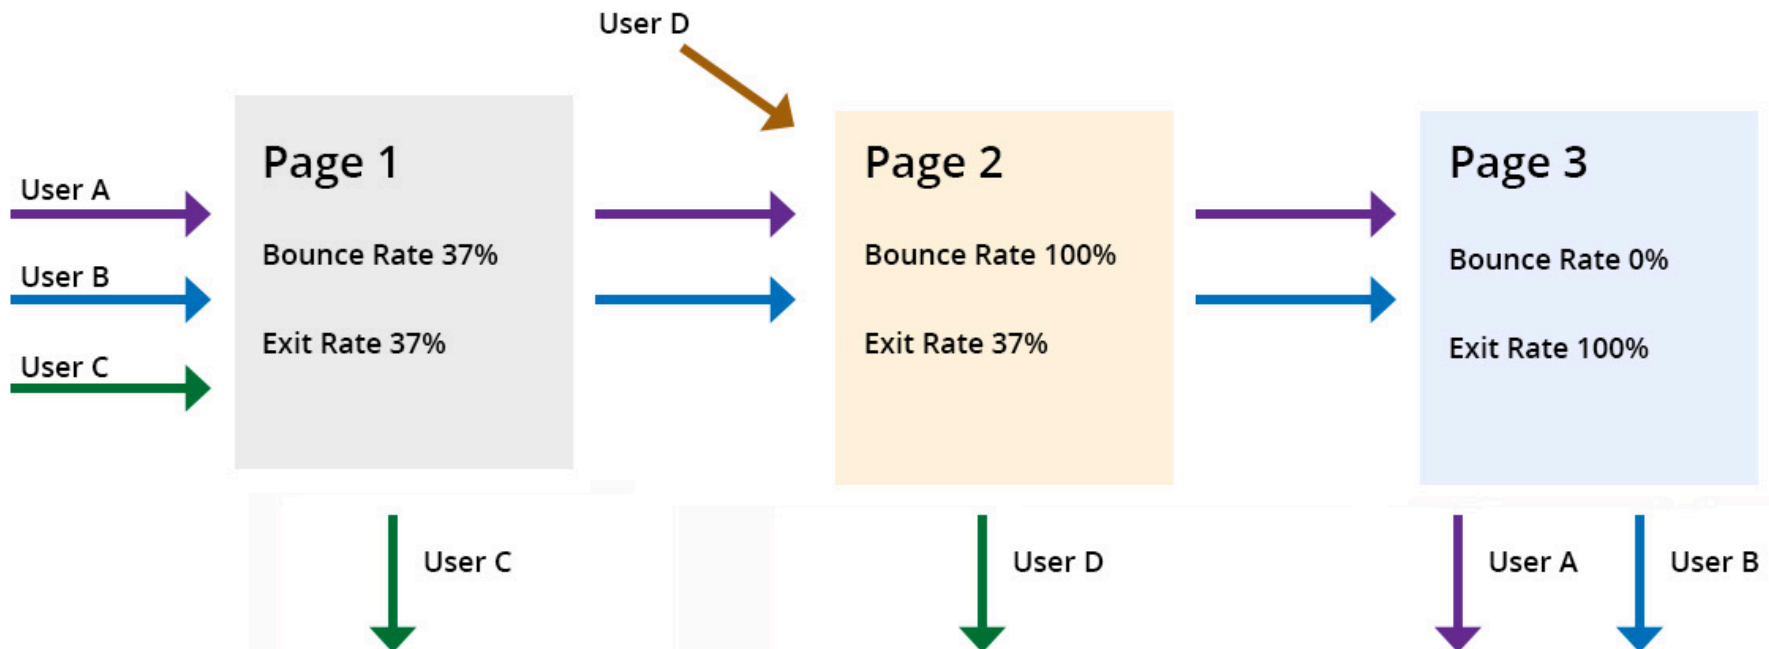 User D
User A
User B
User C
Page 1
Bounce Rate 37%
Exit Rate 37%
Page 2
Bounce Rate 100%
Exit Rate 37%
Page 3
Bounce Rate 0%
Exit Rate 100%
User C
User D
User A
User B